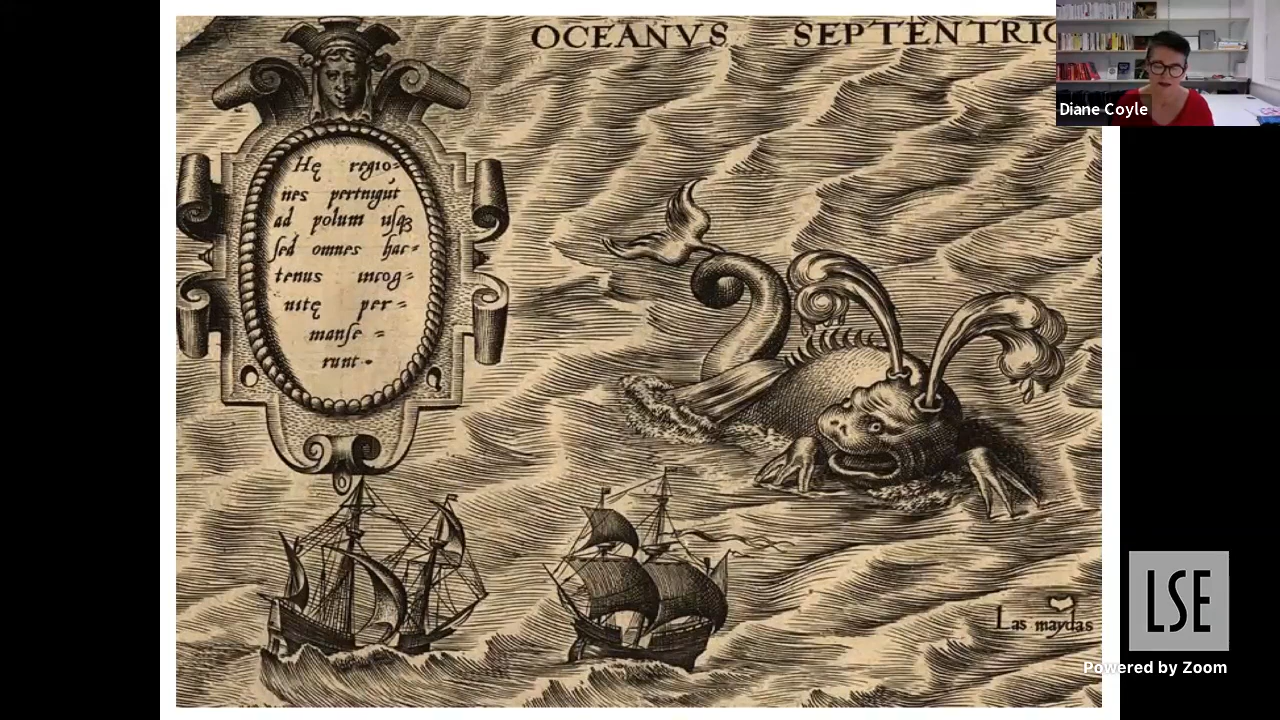 OCEANVS SEPTENTRIO
Hę regio-
nes pertingūt
ad polum usqꝫ
ſed omnes hac-
tenus incog-
nitę per-
manſe-
runt.
Las maydas
Diane Coyle
LSE
Powered by Zoom